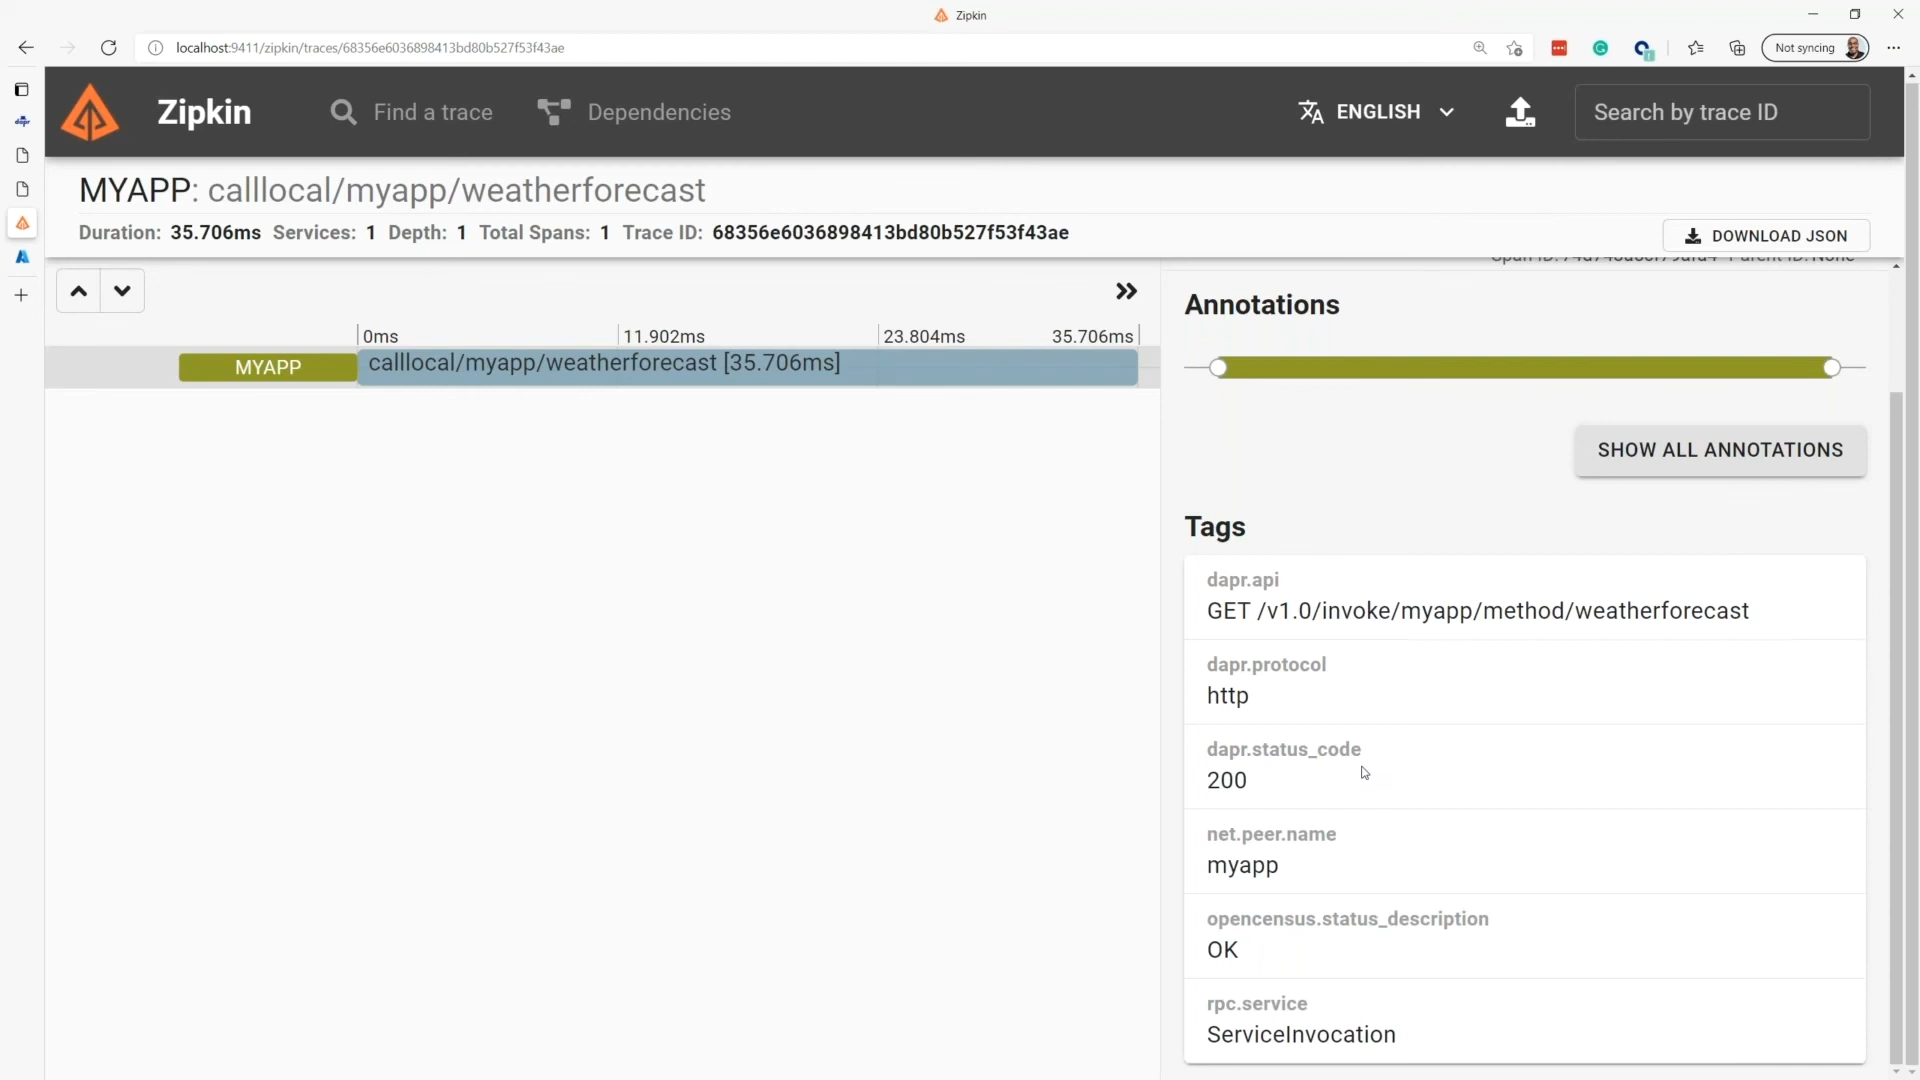 Zipkin
localhost:9411/zipkin/traces/68356e6036898413bd80b527f53f43ae
Not syncing
dapr
Zipkin
Find a trace
Dependencies
ENGLISH
Search by trace ID
MYAPP: calllocal/myapp/weatherforecast
Duration: 35.706ms Services: 1 Depth: 1 Total Spans: 1 Trace ID: 68356e6036898413bd80b527f53f43ae
DOWNLOAD JSON
0ms 11.902ms 23.804ms 35.706ms
MYAPP
calllocal/myapp/weatherforecast [35.706ms]
Annotations
SHOW ALL ANNOTATIONS
Tags
dapr.api
GET /v1.0/invoke/myapp/method/weatherforecast
dapr.protocol
http
dapr.status_code
200
net.peer.name
myapp
opencensus.status_description
OK
rpc.service
ServiceInvocation